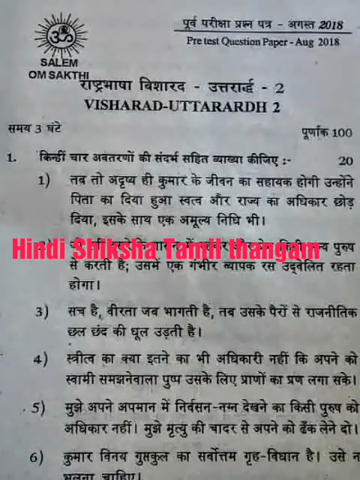 SALEM
OM SAKTHI
पूर्व परीक्षा प्रश्न पत्र - अगस्त 2018
Pre test Question Paper - Aug 2018
राष्ट्रभाषा विशारद - उत्तरार्द्ध - 2
VISHARAD-UTTARARDH 2
समय 3 घंटे
पूर्णांक 100
1. किन्हीं चार अवतरणों की संदर्भ सहित व्याख्या कीजिए :- 20
1) तब तो अदृष्य ही कुमार के जीवन का सहायक होगी उन्होंने
पिता का दिया हुआ स्वत्व और राज्य का अधिकार छोड़
दिया, इसके साथ एक अमूल्य निधि भी।
Hindi Shiksha Tamil thangam
पुरुष
से करती है; उसमें एक गंभीर व्यापक रस उद्वलित रहता
होगा।
3) सच है, वीरता जब भागती है, तब उसके पैरों से राजनीतिक
छल छंद की धूल उड़ती है।
4) स्त्रीत्व का क्या इतने का भी अधिकारी नहीं कि अपने को
स्वामी समझनेवाला पुष्प उसके लिए प्राणों का प्रण लगा सके।
5) मुझे अपने अपमान में निर्वसन-नग्न देखने का किसी पुरुष को
अधिकार नहीं। मुझे मृत्यु की चादर से अपने को ढँक लेने दो।
6) कुमार विनय गुप्तकुल का सर्वोत्तम गृह-विधान है। उसे न
भूलना चाहिए।